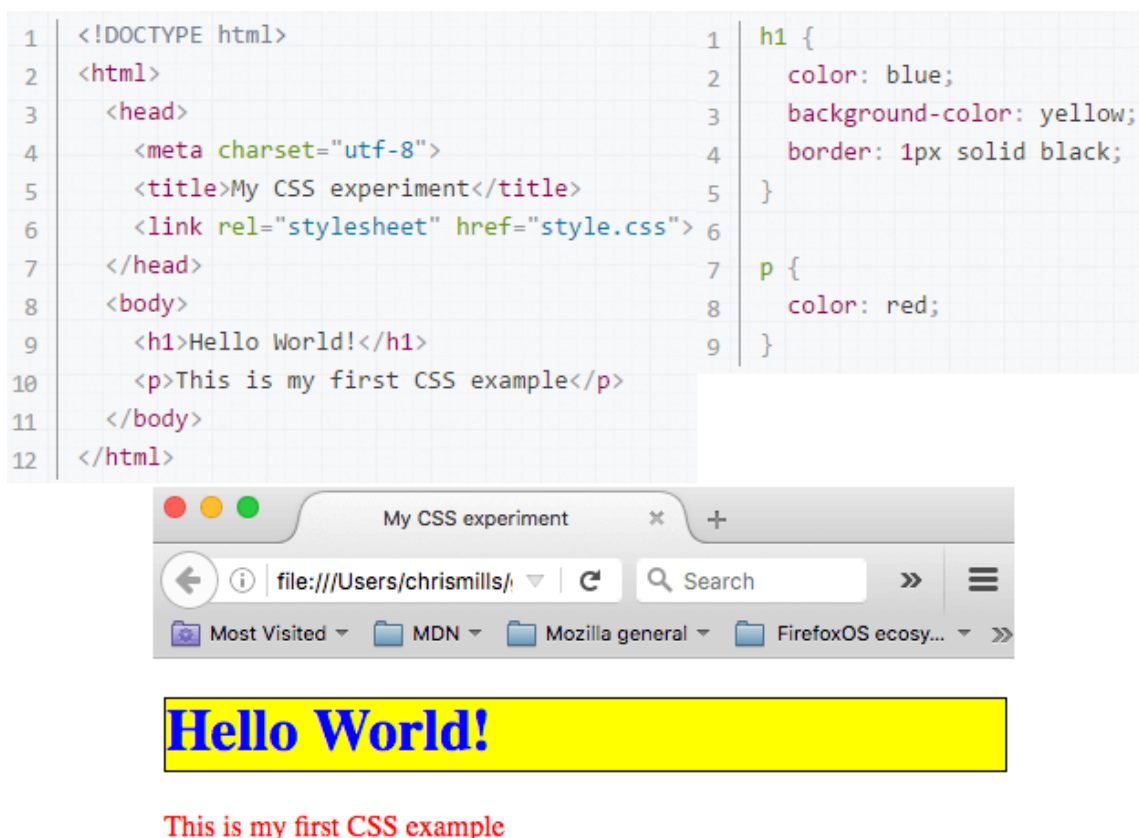 1 <!DOCTYPE html>
2 <html>
3   <head>
4     <meta charset="utf-8">
5     <title>My CSS experiment</title>
6     <link rel="stylesheet" href="style.css">
7   </head>
8   <body>
9     <h1>Hello World!</h1>
10     <p>This is my first CSS example</p>
11   </body>
12 </html>
1 h1 {
2   color: blue;
3   background-color: yellow;
4   border: 1px solid black;
5 }
6
7 p {
8   color: red;
9 }
My CSS experiment
file:///Users/chrismills/ Search
Most Visited MDN Mozilla general FirefoxOS ecosy...
Hello World!
This is my first CSS example